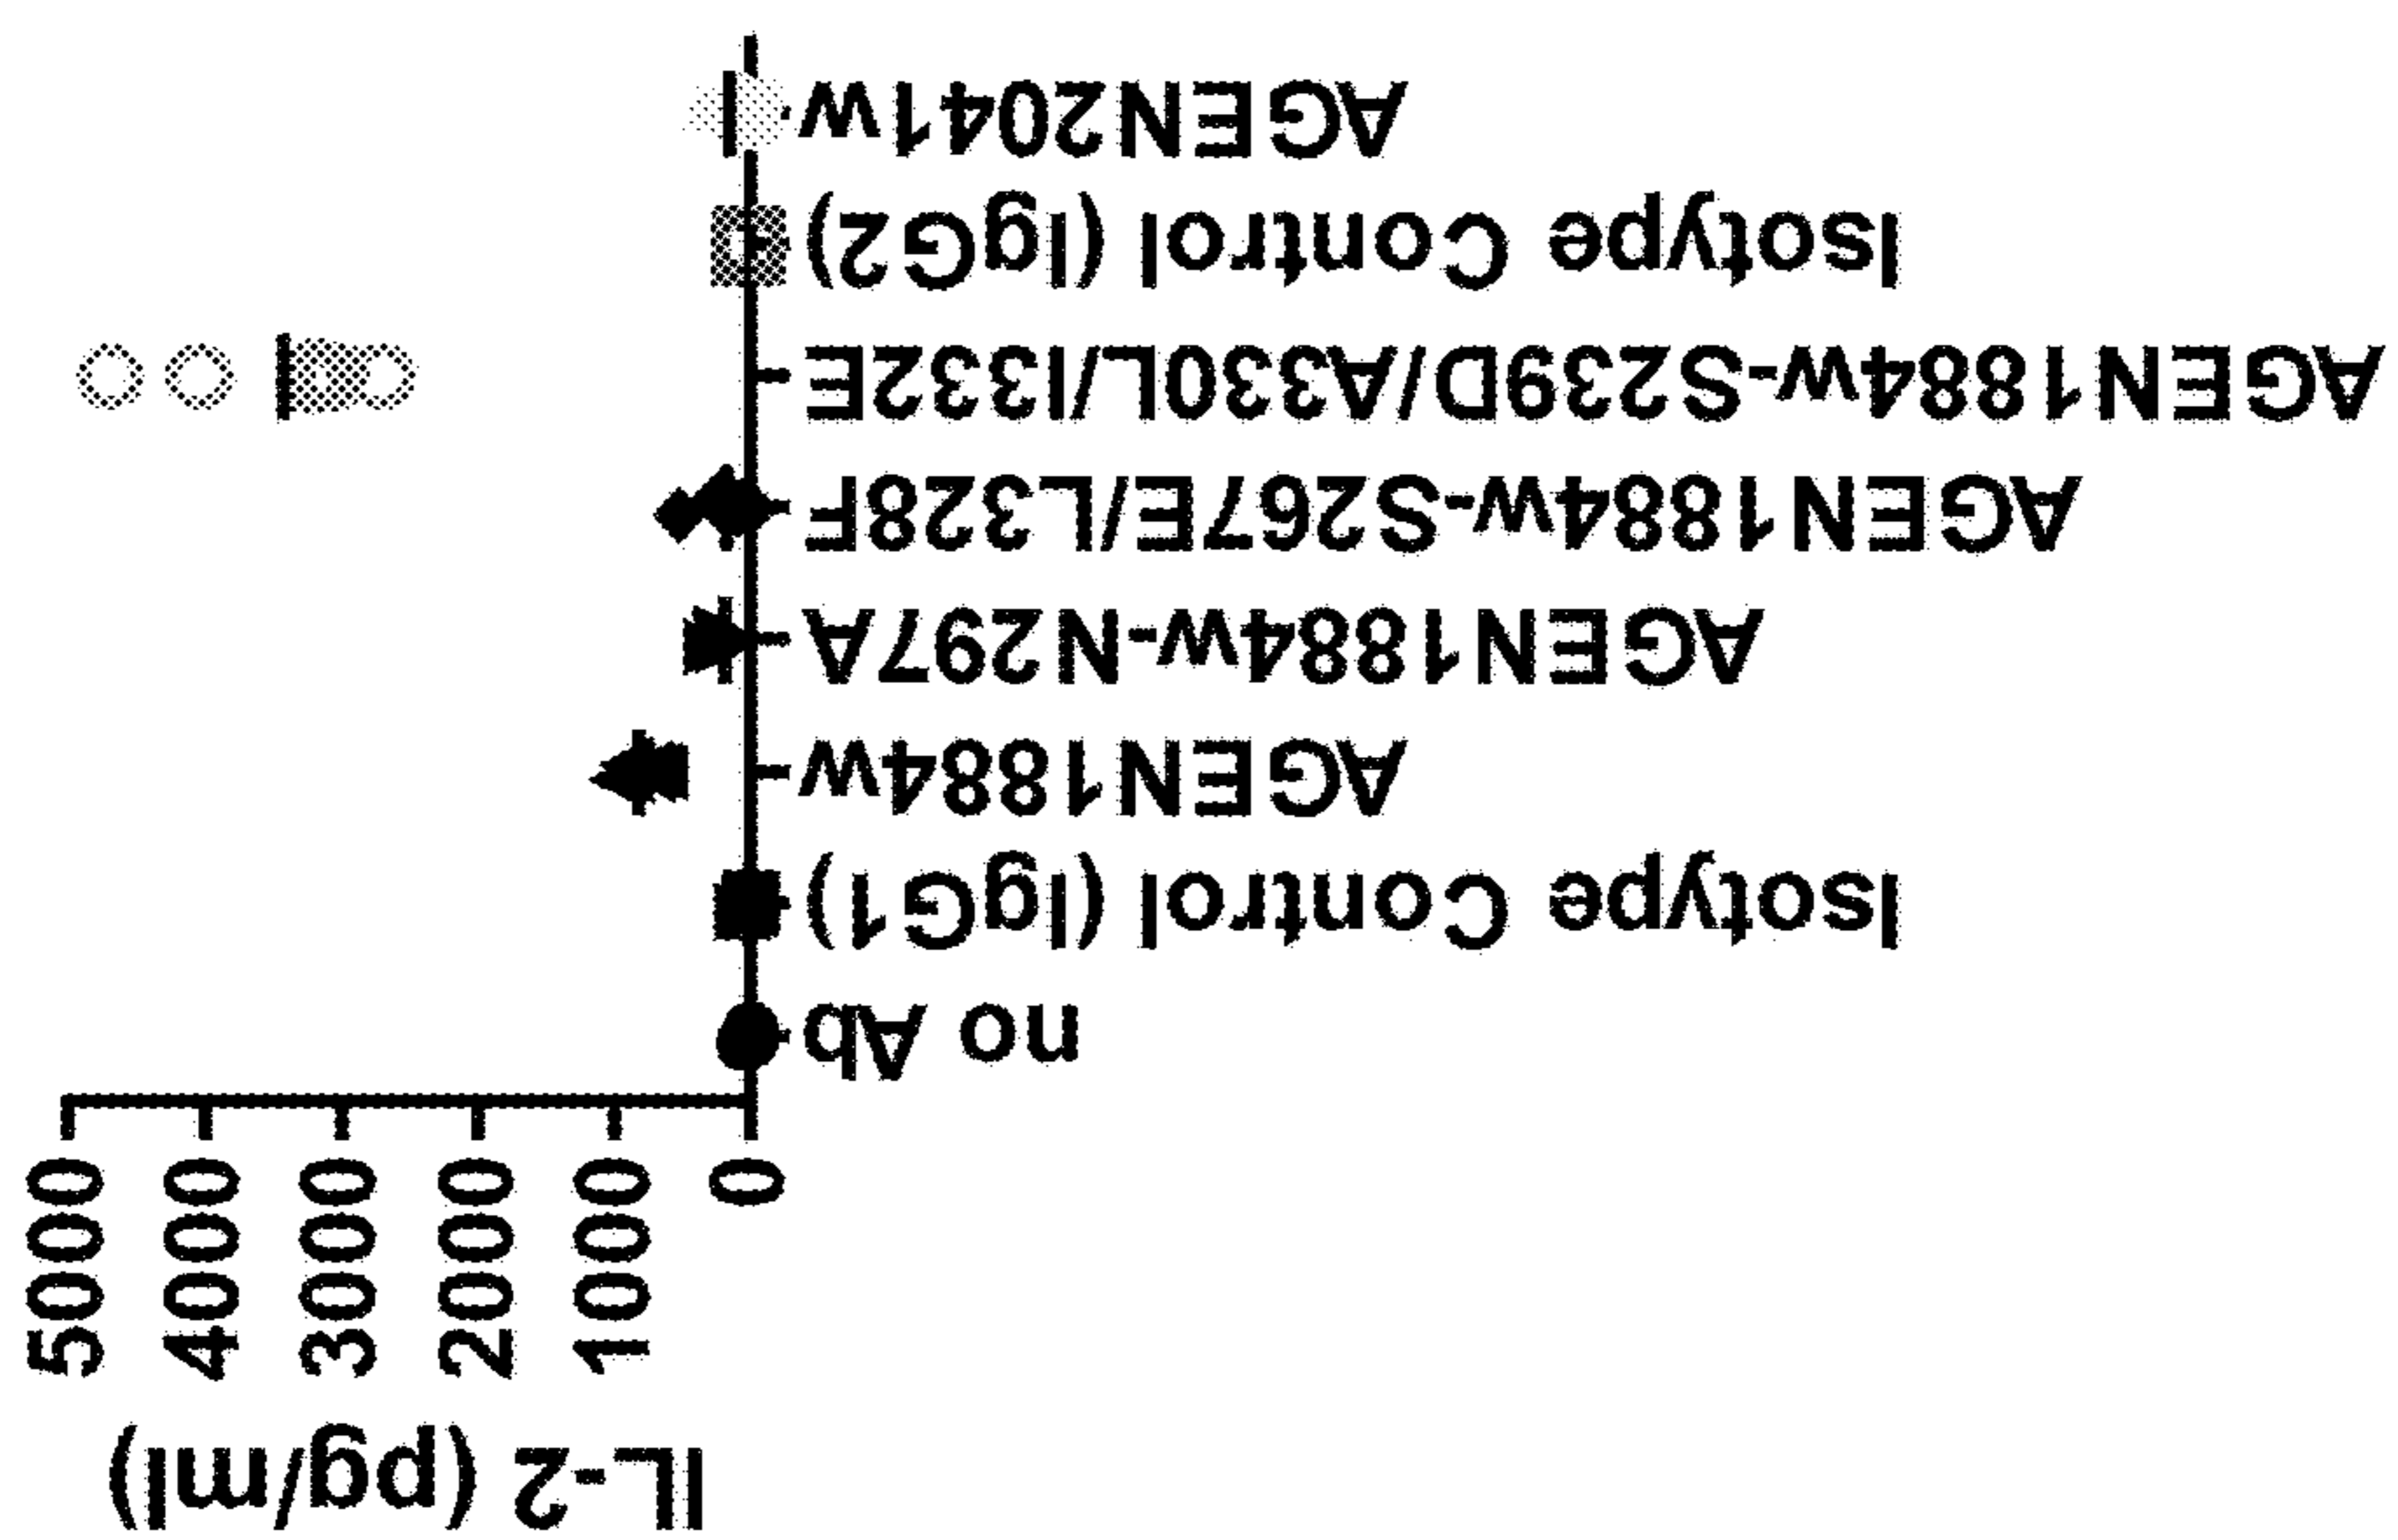 IL-2 (pg/ml)
5000
4000
3000
2000
1000
0
no Ab
Isotype Control (IgG1)
AGEN1884w
AGEN1884w-N297A
AGEN1884w-S267E/L328F
AGEN1884w-S239D/A330L/I332E
Isotype Control (IgG2)
AGEN2041w